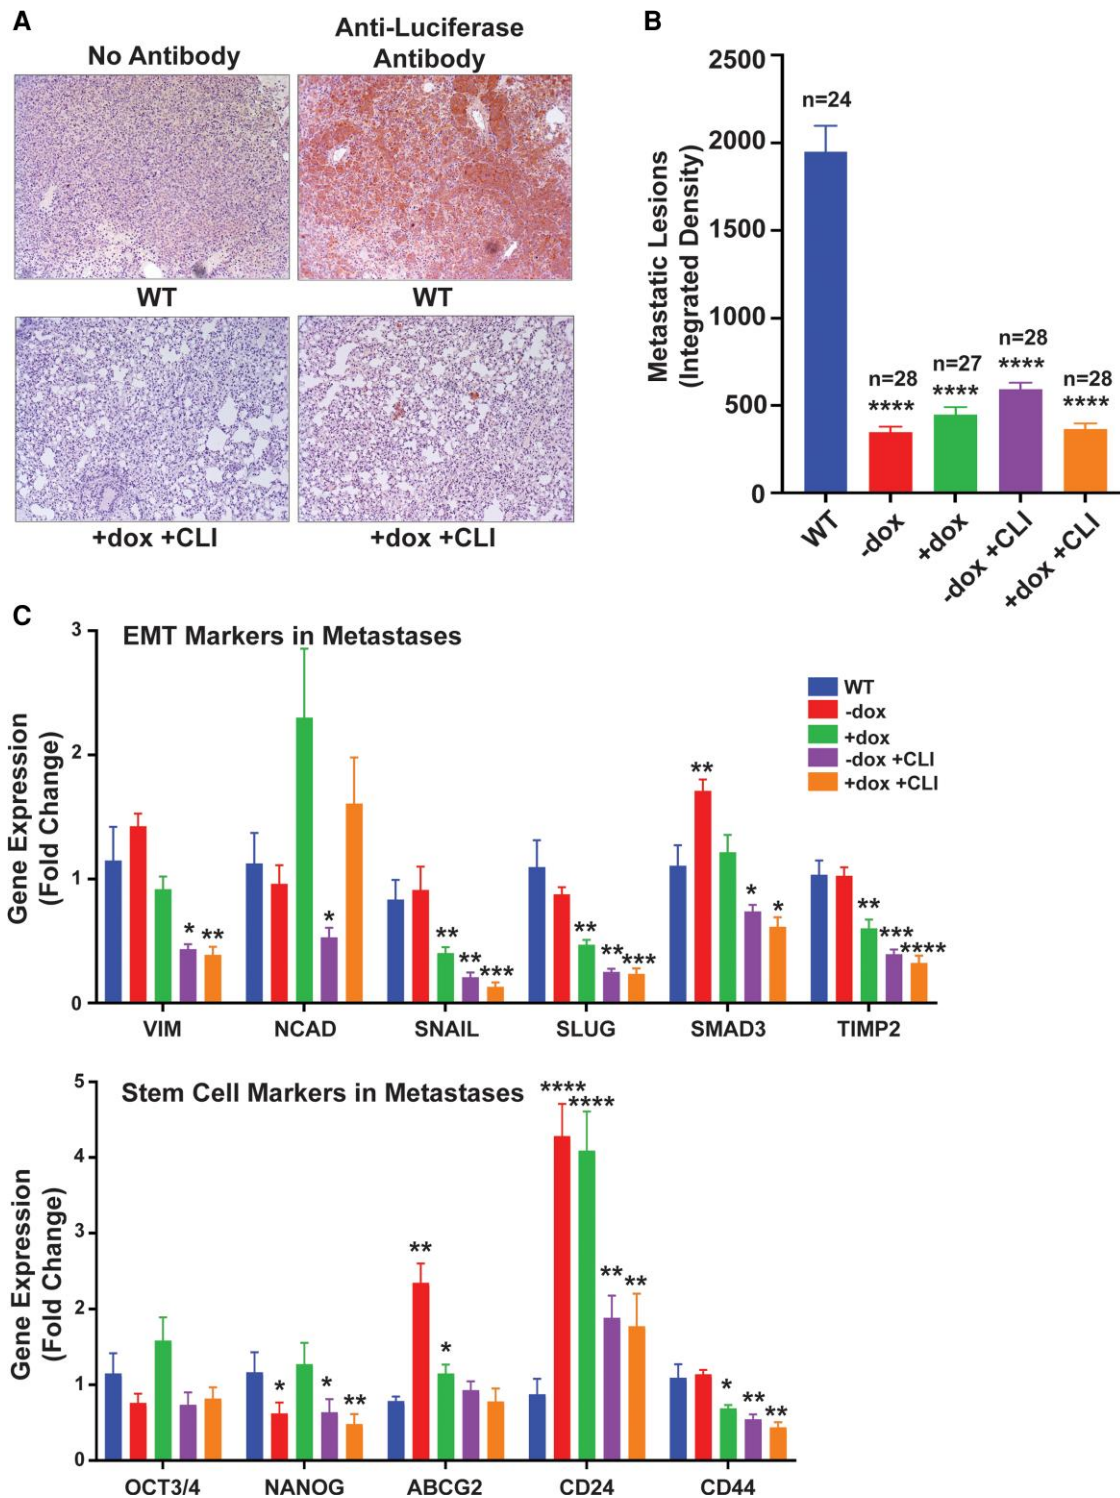 A
No Antibody
Anti-Luciferase
Antibody
WT
WT
+dox +CLI
+dox +CLI
B
Metastatic Lesions
(Integrated Density)
2500
2000
1500
1000
500
0
n=24
n=28
****
n=27
****
n=28
****
n=28
****
WT
-dox
+dox
-dox +CLI
+dox +CLI
C
EMT Markers in Metastases
Gene Expression
(Fold Change)
3
2
1
0
WT
-dox
+dox
-dox +CLI
+dox +CLI
* **
*
** ** ***
** ** ***
** * *
** *** ****
VIM NCAD SNAIL SLUG SMAD3 TIMP2
Stem Cell Markers in Metastases
Gene Expression
(Fold Change)
5
4
3
2
1
0
* * **
** *
**** **** ** **
* ** **
OCT3/4 NANOG ABCG2 CD24 CD44